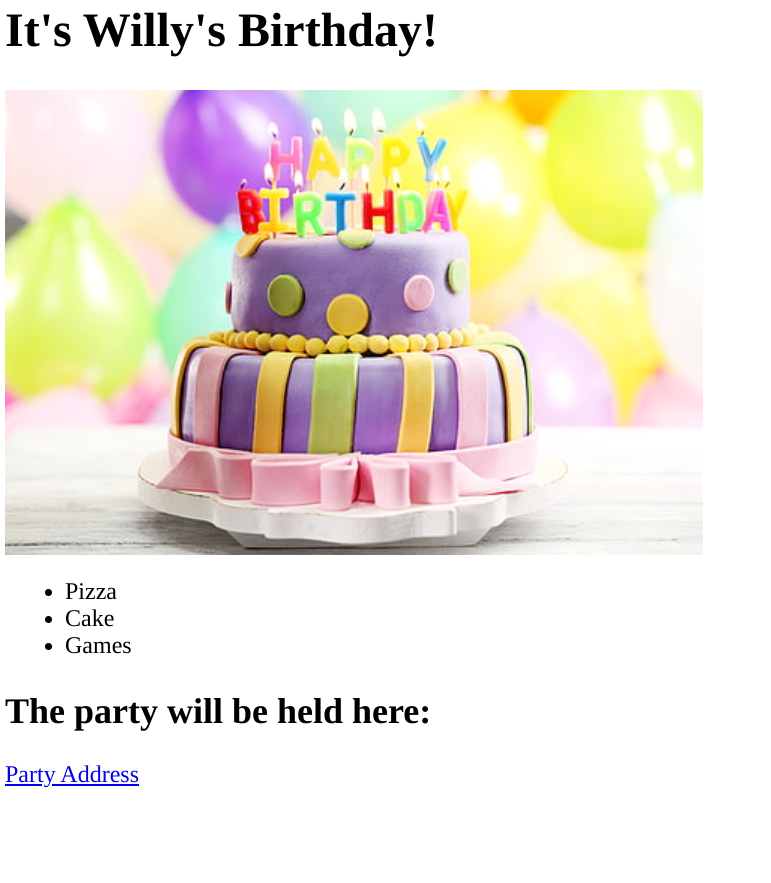 It's Willy's Birthday!
HAPPY
BIRTHDAY
Pizza
Cake
Games
The party will be held here:
Party Address